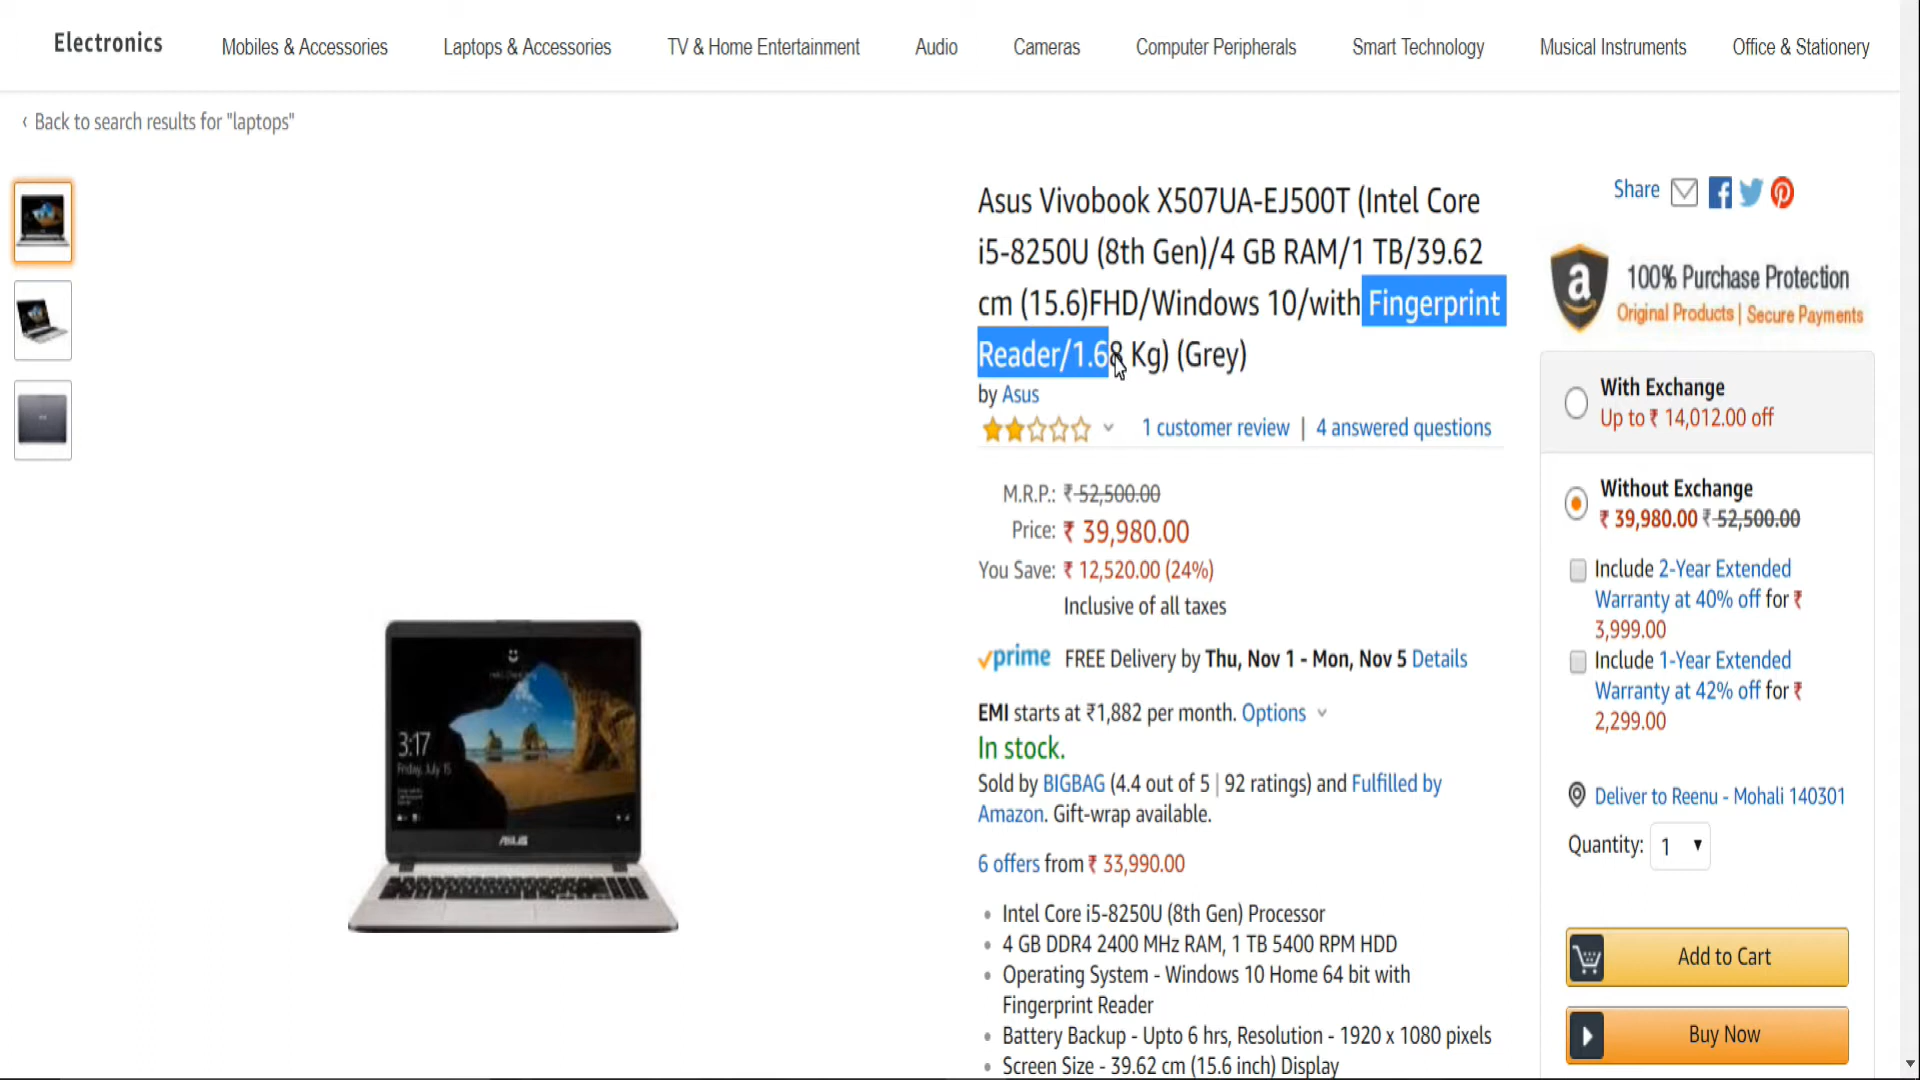 Electronics
Mobiles & Accessories
Laptops & Accessories
TV & Home Entertainment
Audio
Cameras
Computer Peripherals
Smart Technology
Musical Instruments
Office & Stationery
‹ Back to search results for "laptops"
Asus Vivobook X507UA-EJ500T (Intel Core
i5-8250U (8th Gen)/4 GB RAM/1 TB/39.62
cm (15.6)FHD/Windows 10/with Fingerprint
Reader/1.68 Kg) (Grey)
by Asus
1 customer review | 4 answered questions
M.R.P.: ₹ 52,500.00
Price: ₹ 39,980.00
You Save: ₹ 12,520.00 (24%)
Inclusive of all taxes
prime FREE Delivery by Thu, Nov 1 - Mon, Nov 5 Details
EMI starts at ₹1,882 per month. Options
In stock.
Sold by BIGBAG (4.4 out of 5 | 92 ratings) and Fulfilled by
Amazon. Gift-wrap available.
6 offers from ₹ 33,990.00
• Intel Core i5-8250U (8th Gen) Processor
• 4 GB DDR4 2400 MHz RAM, 1 TB 5400 RPM HDD
• Operating System - Windows 10 Home 64 bit with
Fingerprint Reader
• Battery Backup - Upto 6 hrs, Resolution - 1920 x 1080 pixels
• Screen Size - 39.62 cm (15.6 inch) Display
3:17
Friday, July 15
ASUS
Share
a
100% Purchase Protection
Original Products | Secure Payments
With Exchange
Up to ₹ 14,012.00 off
Without Exchange
₹ 39,980.00 ₹ 52,500.00
Include 2-Year Extended
Warranty at 40% off for ₹
3,999.00
Include 1-Year Extended
Warranty at 42% off for ₹
2,299.00
Deliver to Reenu - Mohali 140301
Quantity: 1
Add to Cart
Buy Now